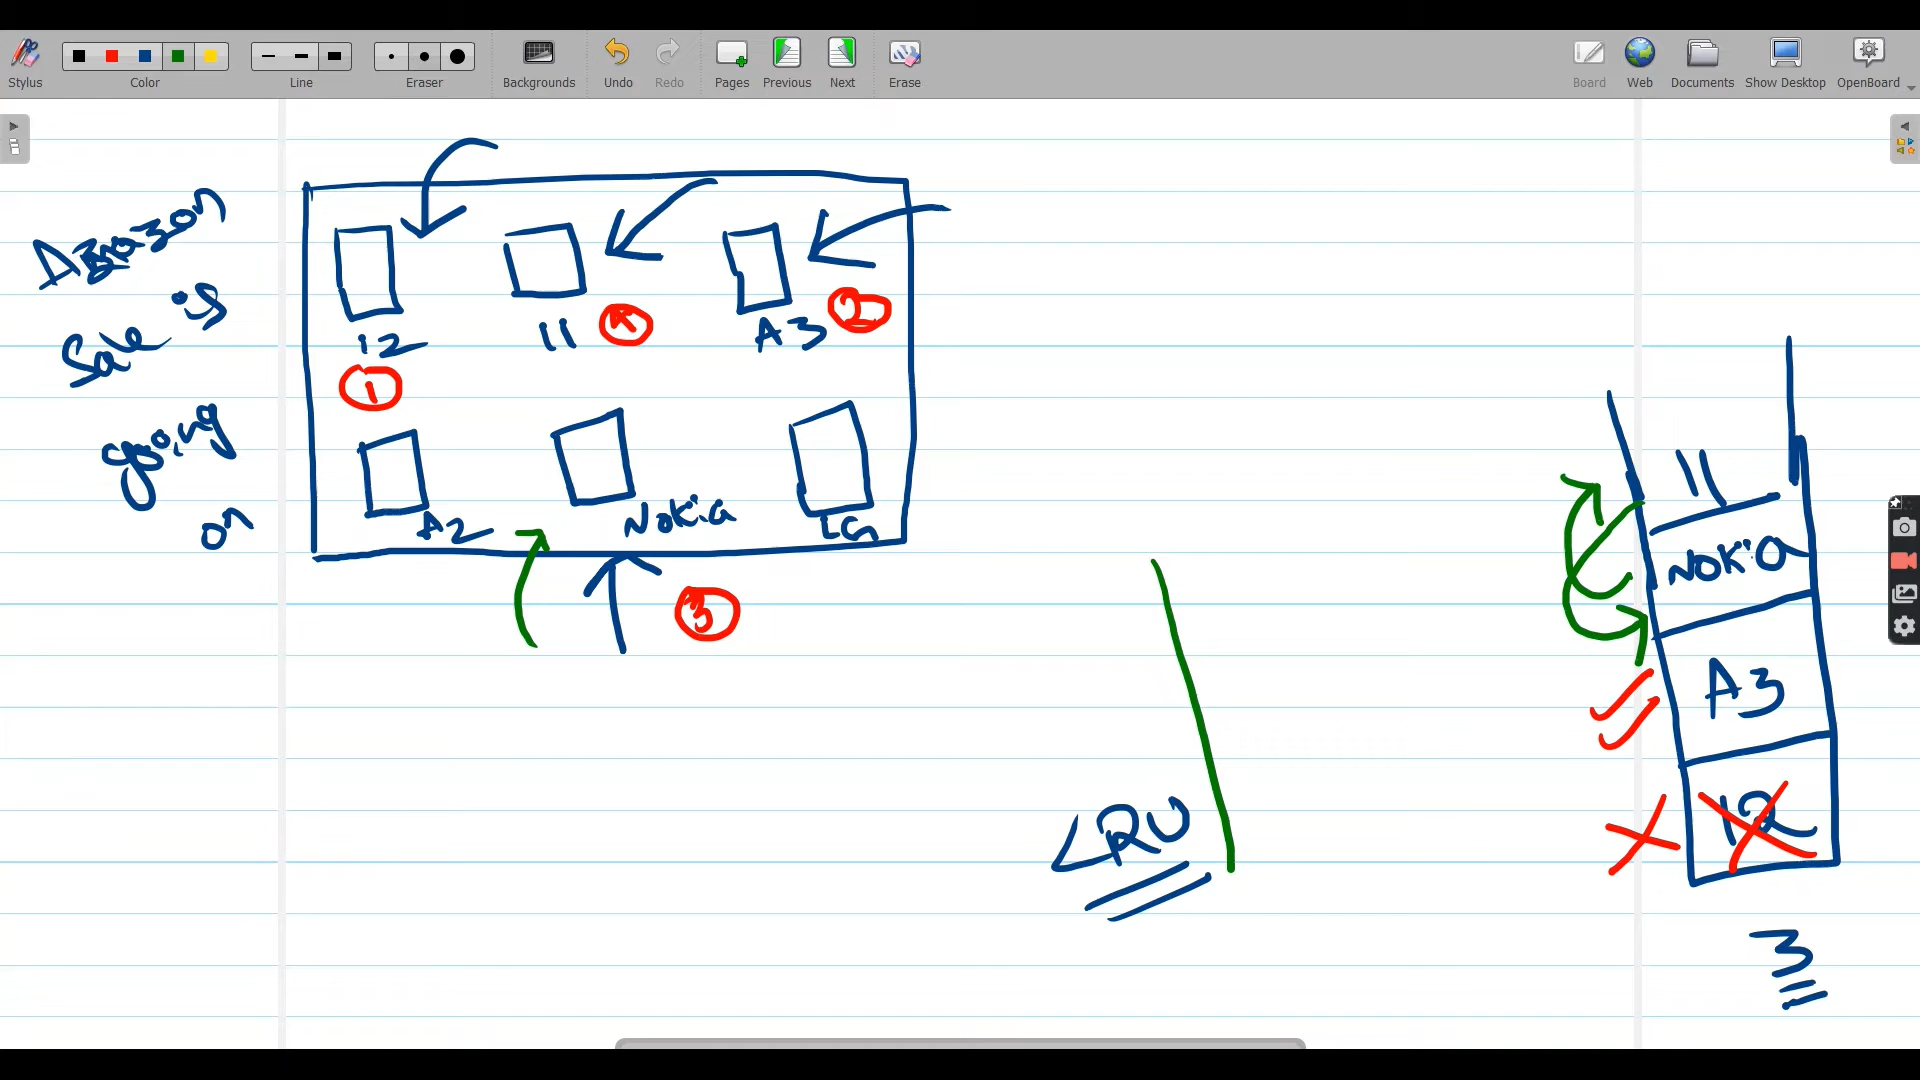 Stylus
Color
Line
Eraser
Backgrounds
Undo
Redo
Pages
Previous
Next
Erase
Board
Web
Documents
Show Desktop
OpenBoard
Amazon
Sale is
going
on
12
11
A3
1
4
2
A2
Nokia
LG
3
11
Nokia
A3
12
LRU
3